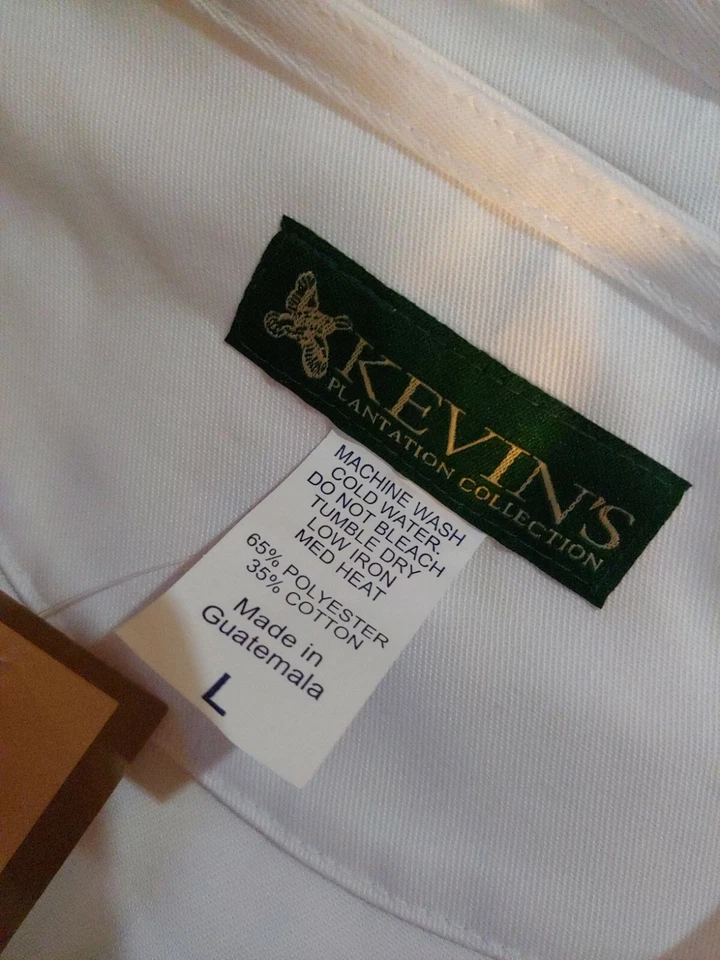 KEVIN'S
PLANTATION COLLECTION
MACHINE WASH
COLD WATER.
DO NOT BLEACH
TUMBLE DRY
LOW IRON
MED HEAT
65% POLYESTER
35% COTTON
Made in
Guatemala
L